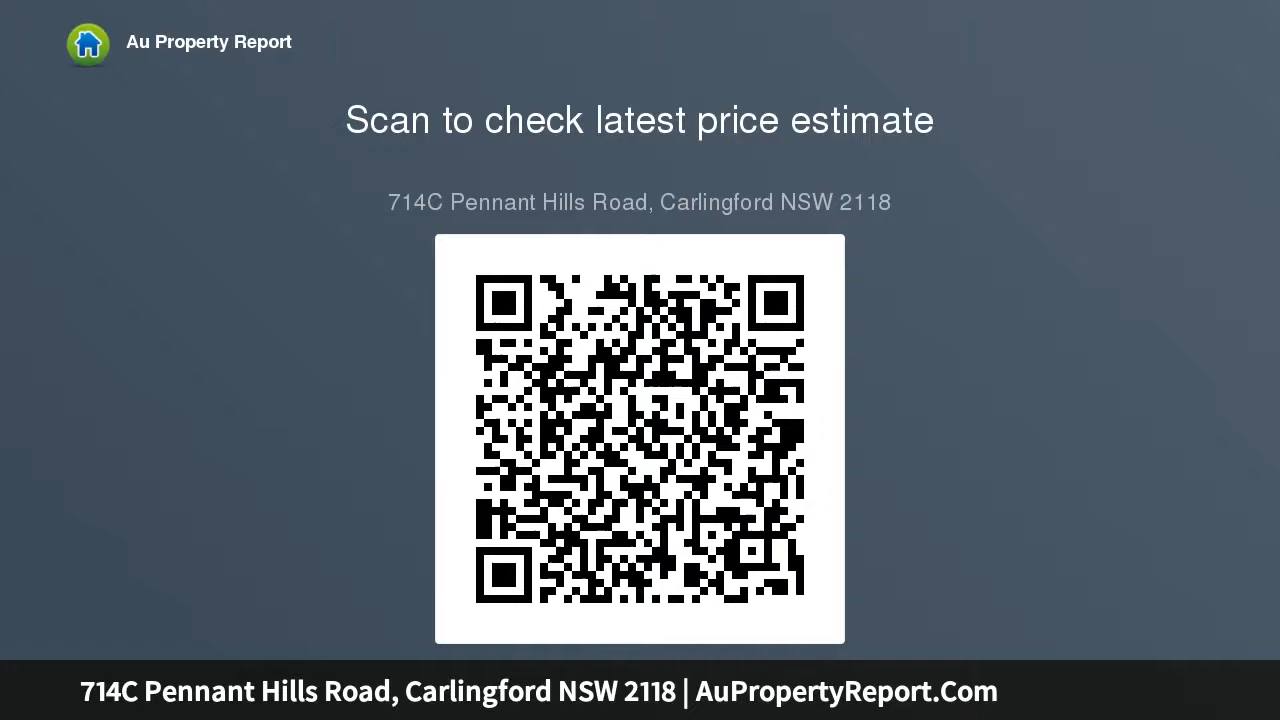 Au Property Report
Scan to check latest price estimate
714C Pennant Hills Road, Carlingford NSW 2118
714C Pennant Hills Road, Carlingford NSW 2118 | AuPropertyReport.Com